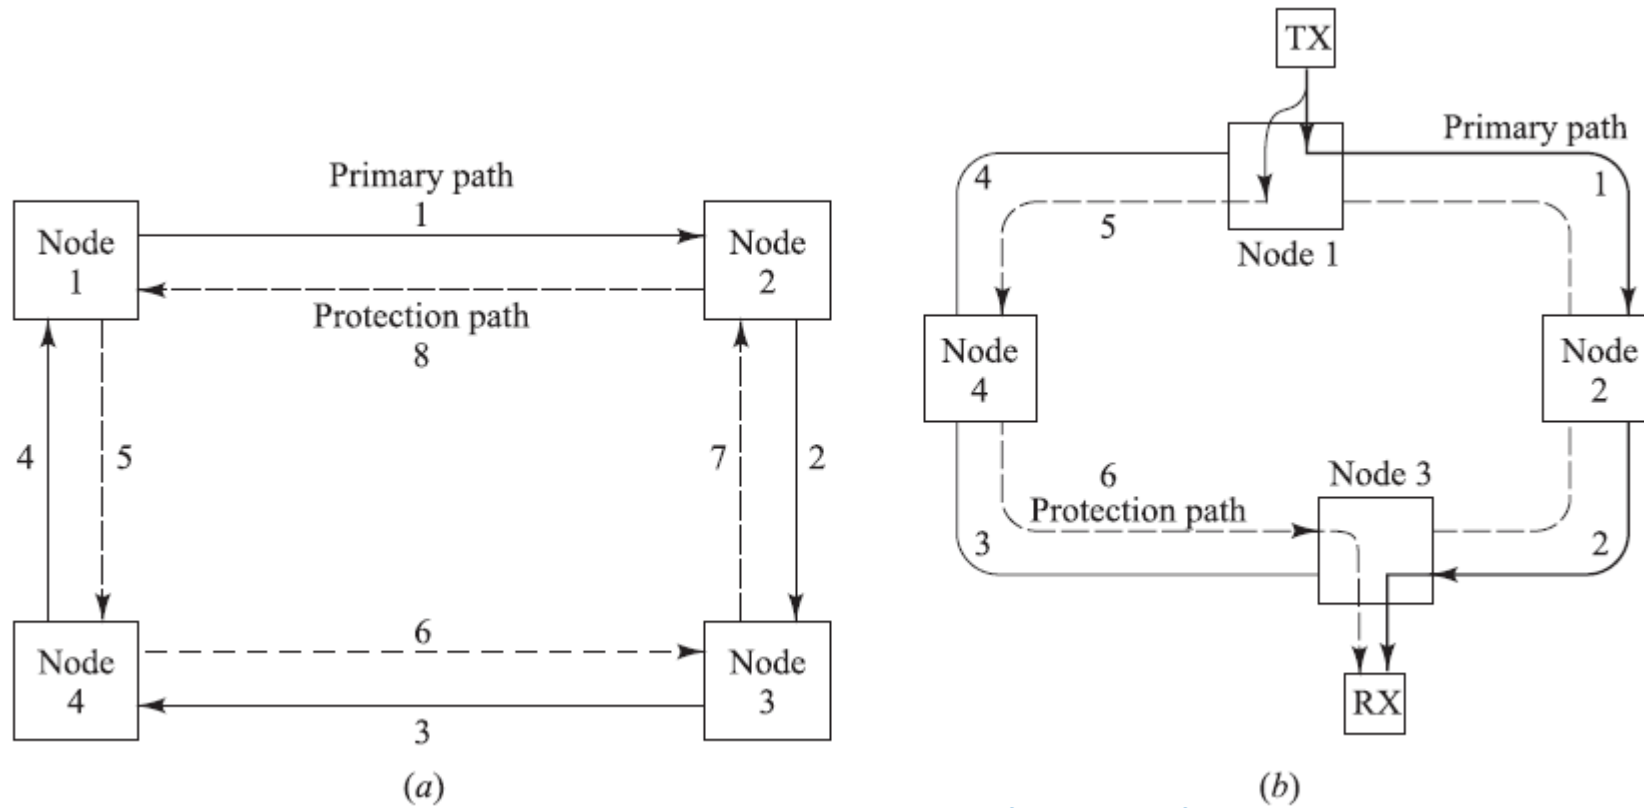 Primary path
1
Node
1
Node
2
Protection path
8
4
5
7
2
6
Node
4
Node
3
3
(a)
TX
Primary path
4
1
5
Node 1
Node
4
Node
2
6
Node 3
Protection path
3
2
RX
(b)